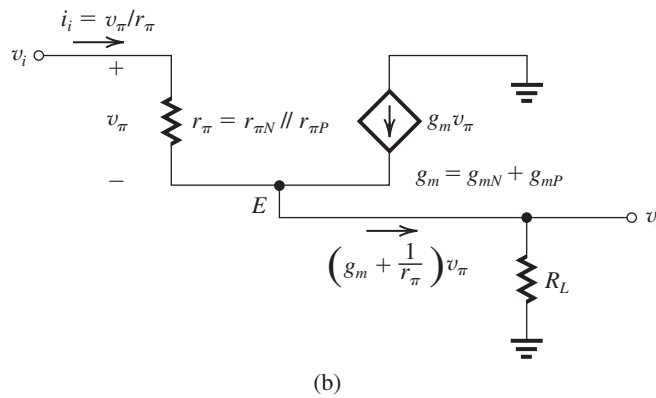 i_i = v_π/r_π
v_i
+
v_π
r_π = r_πN // r_πP
g_m v_π
−
g_m = g_mN + g_mP
E
v
(g_m + 1/r_π) v_π
R_L
(b)